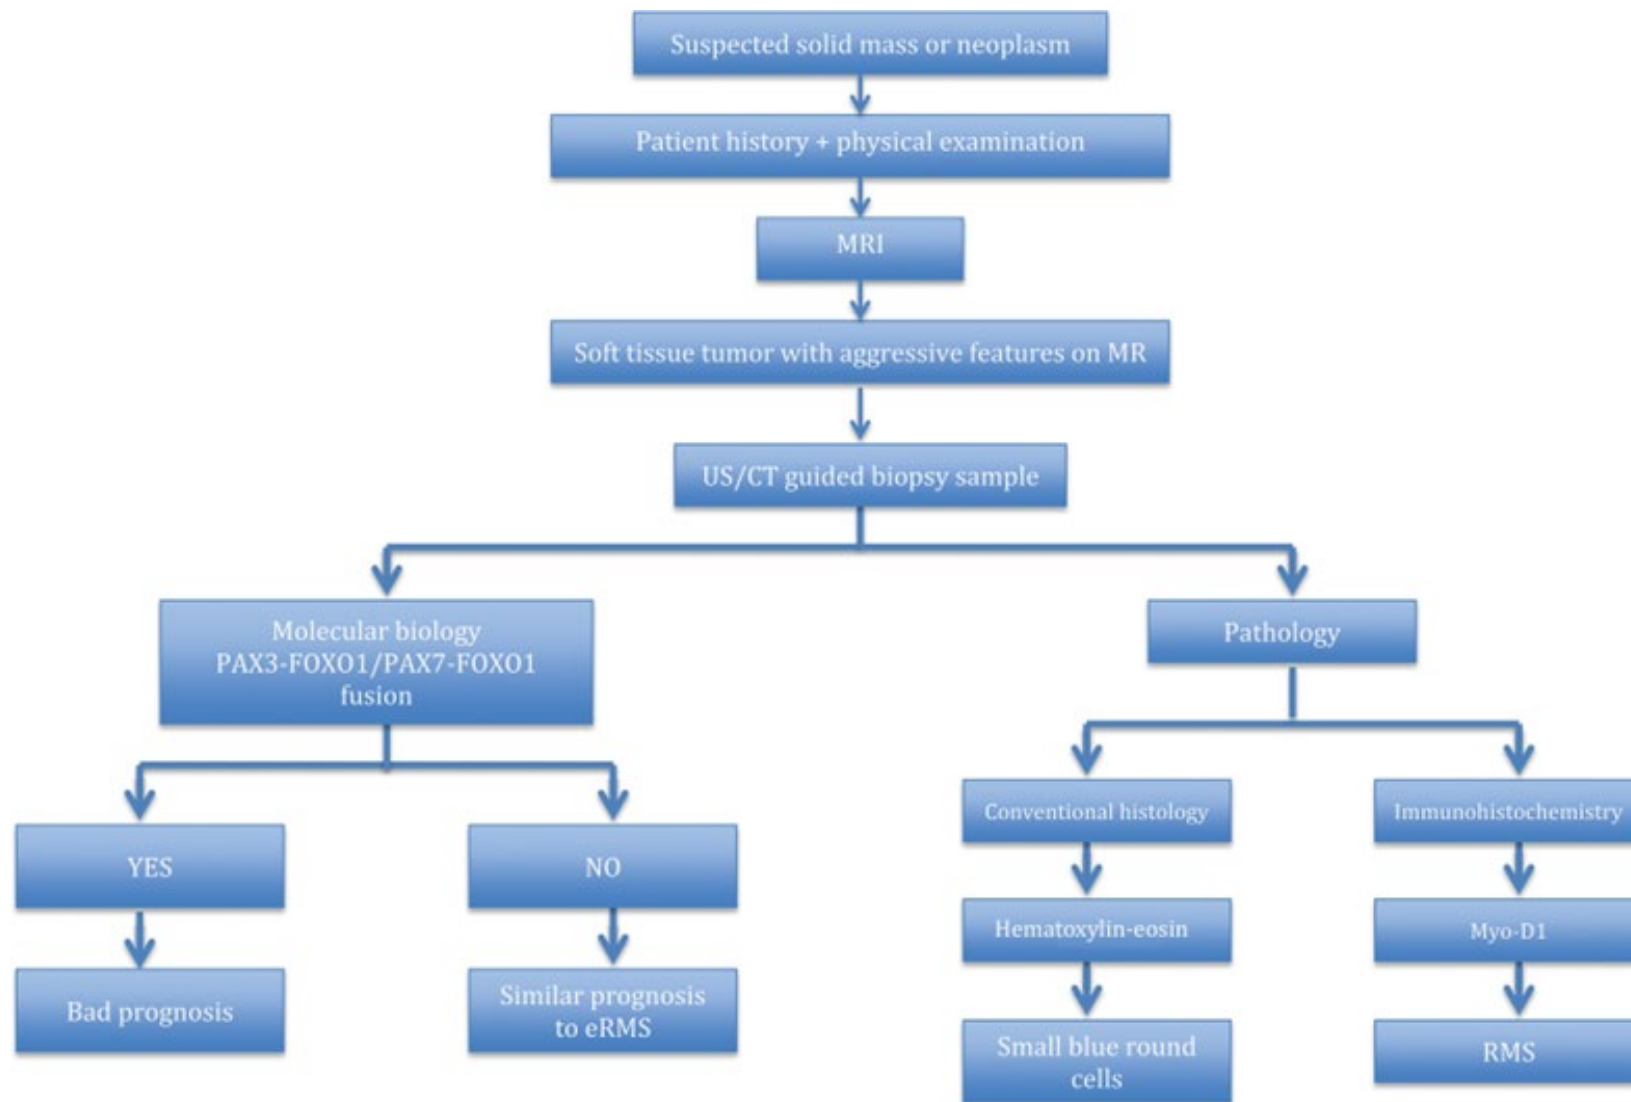 Suspected solid mass or neoplasm
Patient history + physical examination
MRI
Soft tissue tumor with aggressive features on MR
US/CT guided biopsy sample
Molecular biology
PAX3-FOXO1/PAX7-FOXO1
fusion
Pathology
YES
NO
Conventional histology
Immunohistochemistry
Bad prognosis
Similar prognosis
to eRMS
Hematoxylin-eosin
Myo-D1
Small blue round
cells
RMS